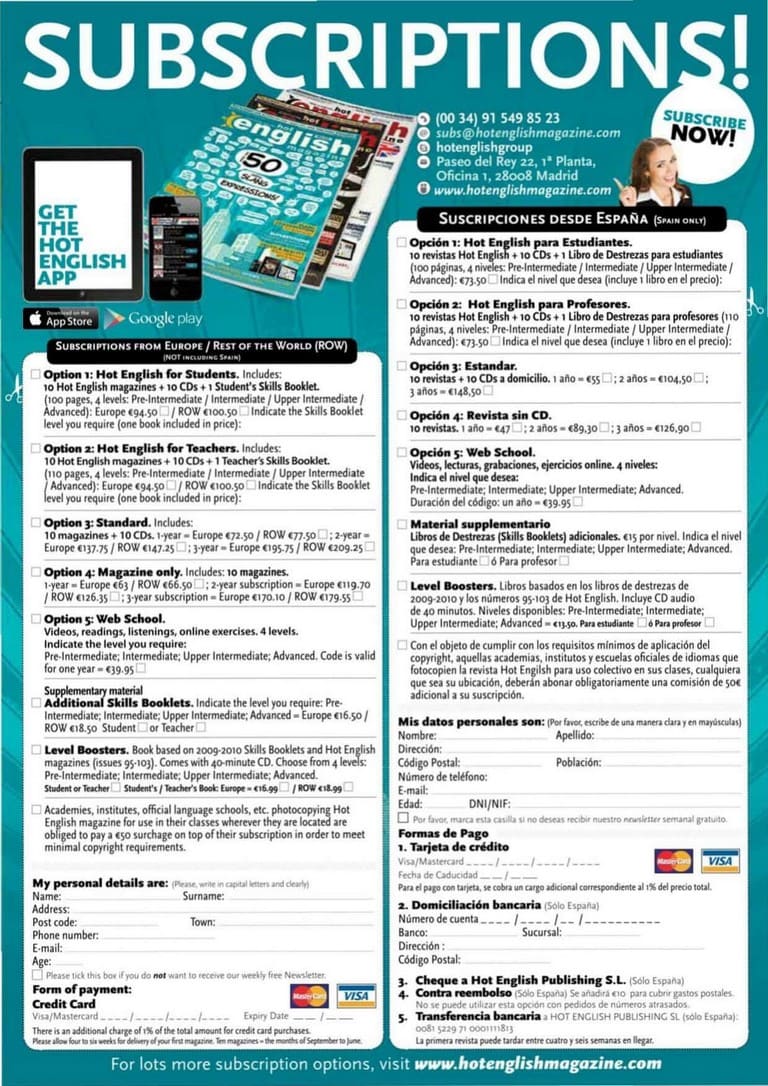 SUBSCRIPTIONS!
(00 34) 91 549 85 23
subs@hotenglishmagazine.com
hotenglishgroup
Paseo del Rey 22, 1ª Planta,
Oficina 1, 28008 Madrid
www.hotenglishmagazine.com
SUBSCRIBE
NOW!
hot
english
magazine
50
SLANG
EXPRESSIONS!
GET
THE
HOT
ENGLISH
APP
Download on the
App Store
Google play
SUBSCRIPTIONS FROM EUROPE / REST OF THE WORLD (ROW)
(NOT INCLUDING SPAIN)
Option 1: Hot English for Students. Includes:
10 Hot English magazines + 10 CDs + 1 Student's Skills Booklet.
(100 pages, 4 levels: Pre-Intermediate / Intermediate / Upper Intermediate /
Advanced): Europe €94.50 / ROW €100.50 Indicate the Skills Booklet
level you require (one book included in price):
Option 2: Hot English for Teachers. Includes:
10 Hot English magazines + 10 CDs + 1 Teacher's Skills Booklet.
(110 pages, 4 levels: Pre-Intermediate / Intermediate / Upper Intermediate
/ Advanced): Europe €94.50 / ROW €100.50 Indicate the Skills Booklet
level you require (one book included in price):
Option 3: Standard. Includes:
10 magazines + 10 CDs. 1-year = Europe €72.50 / ROW €77.50 ; 2-year =
Europe €137.75 / ROW €147.25 ; 3-year = Europe €195.75 / ROW €209.25
Option 4: Magazine only. Includes: 10 magazines.
1-year = Europe €63 / ROW €66.50 ; 2-year subscription = Europe €119.70
/ ROW €126.35 ; 3-year subscription = Europe €170.10 / ROW €179.55
Option 5: Web School.
Videos, readings, listenings, online exercises. 4 levels.
Indicate the level you require:
Pre-Intermediate; Intermediate; Upper Intermediate; Advanced. Code is valid
for one year = €39.95
Supplementary material
Additional Skills Booklets. Indicate the level you require: Pre-
Intermediate; Intermediate; Upper Intermediate; Advanced = Europe €16.50 /
ROW €18.50 Student or Teacher
Level Boosters. Book based on 2009-2010 Skills Booklets and Hot English
magazines (issues 95-103). Comes with 40-minute CD. Choose from 4 levels:
Pre-Intermediate; Intermediate; Upper Intermediate; Advanced.
Student or Teacher Student's / Teacher's Book: Europe = €16.99 / ROW €18.99
Academies, institutes, official language schools, etc. photocopying Hot
English magazine for use in their classes wherever they are located are
obliged to pay a €50 surchage on top of their subscription in order to meet
minimal copyright requirements.
My personal details are: (Please, write in capital letters and clearly)
Name: Surname:
Address:
Post code: Town:
Phone number:
E-mail:
Age:
Please tick this box if you do not want to receive our weekly free Newsletter.
Form of payment:
Credit Card
MasterCard
VISA
Visa/Mastercard _ _ _ _ / _ _ _ _ / _ _ _ _ / _ _ _ _ Expiry Date _ _ / _ _
There is an additional charge of 1% of the total amount for credit card purchases.
Please allow four to six weeks for delivery of your first magazine. Ten magazines = the months of September to June.
SUSCRIPCIONES DESDE ESPAÑA (SPAIN ONLY)
Opción 1: Hot English para Estudiantes.
10 revistas Hot English + 10 CDs + 1 Libro de Destrezas para estudiantes
(100 páginas, 4 niveles: Pre-Intermediate / Intermediate / Upper Intermediate /
Advanced): €73.50 Indica el nivel que desea (incluye 1 libro en el precio):
Opción 2: Hot English para Profesores.
10 revistas Hot English + 10 CDs + 1 Libro de Destrezas para profesores (110
páginas, 4 niveles: Pre-Intermediate / Intermediate / Upper Intermediate /
Advanced): €73.50 Indica el nivel que desea (incluye 1 libro en el precio):
Opción 3: Estandar.
10 revistas + 10 CDs a domicilio. 1 año = €55 ; 2 años = €104,50 ;
3 años = €148,50
Opción 4: Revista sin CD.
10 revistas. 1 año = €47 ; 2 años = €89,30 ; 3 años = €126,90
Opción 5: Web School.
Videos, lecturas, grabaciones, ejercicios online. 4 niveles:
Indica el nivel que desea:
Pre-Intermediate; Intermediate; Upper Intermediate; Advanced.
Duración del código: un año = €39.95
Material supplementario
Libros de Destrezas (Skills Booklets) adicionales. €15 por nivel. Indica el nivel
que desea: Pre-Intermediate; Intermediate; Upper Intermediate; Advanced.
Para estudiante ó Para profesor
Level Boosters. Libros basados en los libros de destrezas de
2009-2010 y los números 95-103 de Hot English. Incluye CD audio
de 40 minutos. Niveles disponibles: Pre-Intermediate; Intermediate;
Upper Intermediate; Advanced = €13.50. Para estudiante ó Para profesor
Con el objeto de cumplir con los requisitos mínimos de aplicación del
copyright, aquellas academias, institutos y escuelas oficiales de idiomas que
fotocopien la revista Hot Engilsh para uso colectivo en sus clases, cualquiera
que sea su ubicación, deberán abonar obligatoriamente una comisión de 50€
adicional a su suscripción.
Mis datos personales son: (Por favor, escribe de una manera clara y en mayúsculas)
Nombre: Apellido:
Dirección:
Código Postal: Población:
Número de teléfono:
E-mail:
Edad: DNI/NIF:
Por favor, marca esta casilla si no deseas recibir nuestro newsletter semanal gratuito.
Formas de Pago
1. Tarjeta de crédito
Visa/Mastercard _ _ _ _ / _ _ _ _ / _ _ _ _ / _ _ _ _
MasterCard
VISA
Fecha de Caducidad _ _ / _ _
Para el pago con tarjeta, se cobra un cargo adicional correspondiente al 1% del precio total.
2. Domiciliación bancaria (Sólo España)
Número de cuenta _ _ _ _ / _ _ _ _ / _ _ / _ _ _ _ _ _ _ _ _ _
Banco: Sucursal:
Dirección :
Código Postal:
3. Cheque a Hot English Publishing S.L. (Sólo España)
4. Contra reembolso (Sólo España) Se añadirá €10 para cubrir gastos postales.
No se puede utilizar esta opción con pedidos de números atrasados.
5. Transferencia bancaria a HOT ENGLISH PUBLISHING SL (sólo España):
0081 5229 71 0001111813
La primera revista puede tardar entre cuatro y seis semanas en llegar.
For lots more subscription options, visit www.hotenglishmagazine.com